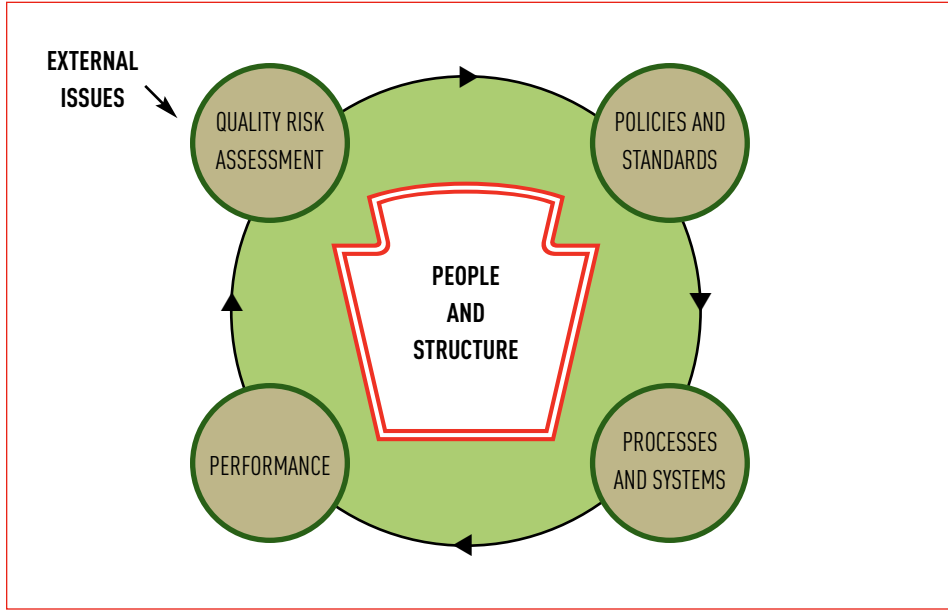 EXTERNAL
ISSUES
QUALITY RISK
ASSESSMENT
POLICIES AND
STANDARDS
PEOPLE
AND
STRUCTURE
PERFORMANCE
PROCESSES
AND SYSTEMS